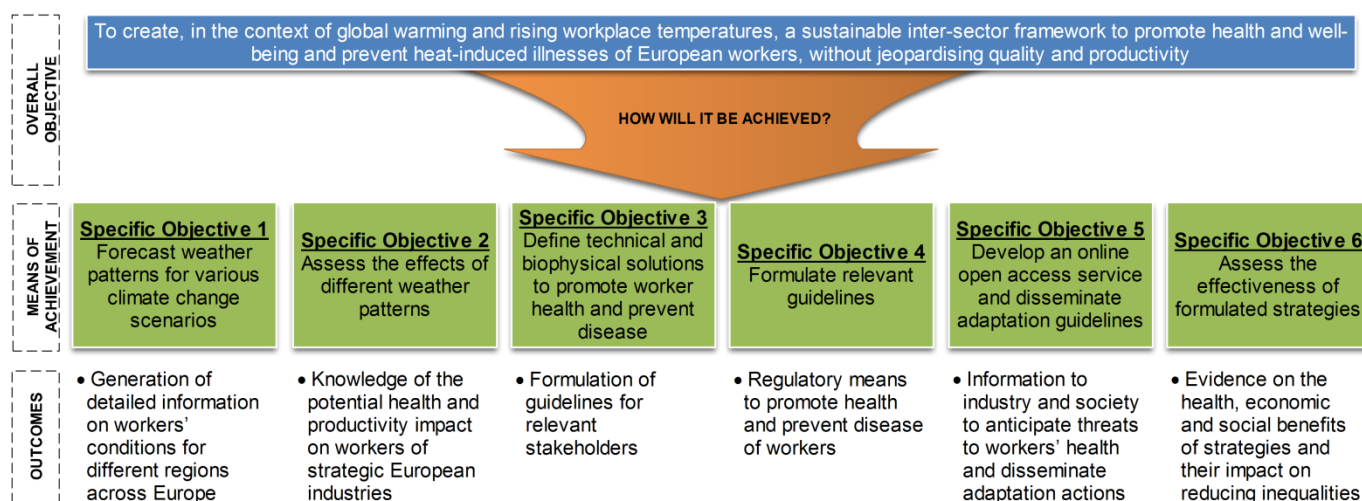 To create, in the context of global warming and rising workplace temperatures, a sustainable inter-sector framework to promote health and well-
being and prevent heat-induced illnesses of European workers, without jeopardising quality and productivity
OVERALL
OBJECTIVE
HOW WILL IT BE ACHIEVED?
MEANS OF
ACHIEVEMENT
Specific Objective 1
Forecast weather
patterns for various
climate change
scenarios
Specific Objective 2
Assess the effects of
different weather
patterns
Specific Objective 3
Define technical and
biophysical solutions
to promote worker
health and prevent
disease
Specific Objective 4
Formulate relevant
guidelines
Specific Objective 5
Develop an online
open access service
and disseminate
adaptation guidelines
Specific Objective 6
Assess the
effectiveness of
formulated strategies
OUTCOMES
• Generation of
detailed information
on workers'
conditions for
different regions
across Europe
• Knowledge of the
potential health and
productivity impact
on workers of
strategic European
industries
• Formulation of
guidelines for
relevant
stakeholders
• Regulatory means
to promote health
and prevent disease
of workers
• Information to
industry and society
to anticipate threats
to workers' health
and disseminate
adaptation actions
• Evidence on the
health, economic
and social benefits
of strategies and
their impact on
reducing inequalities